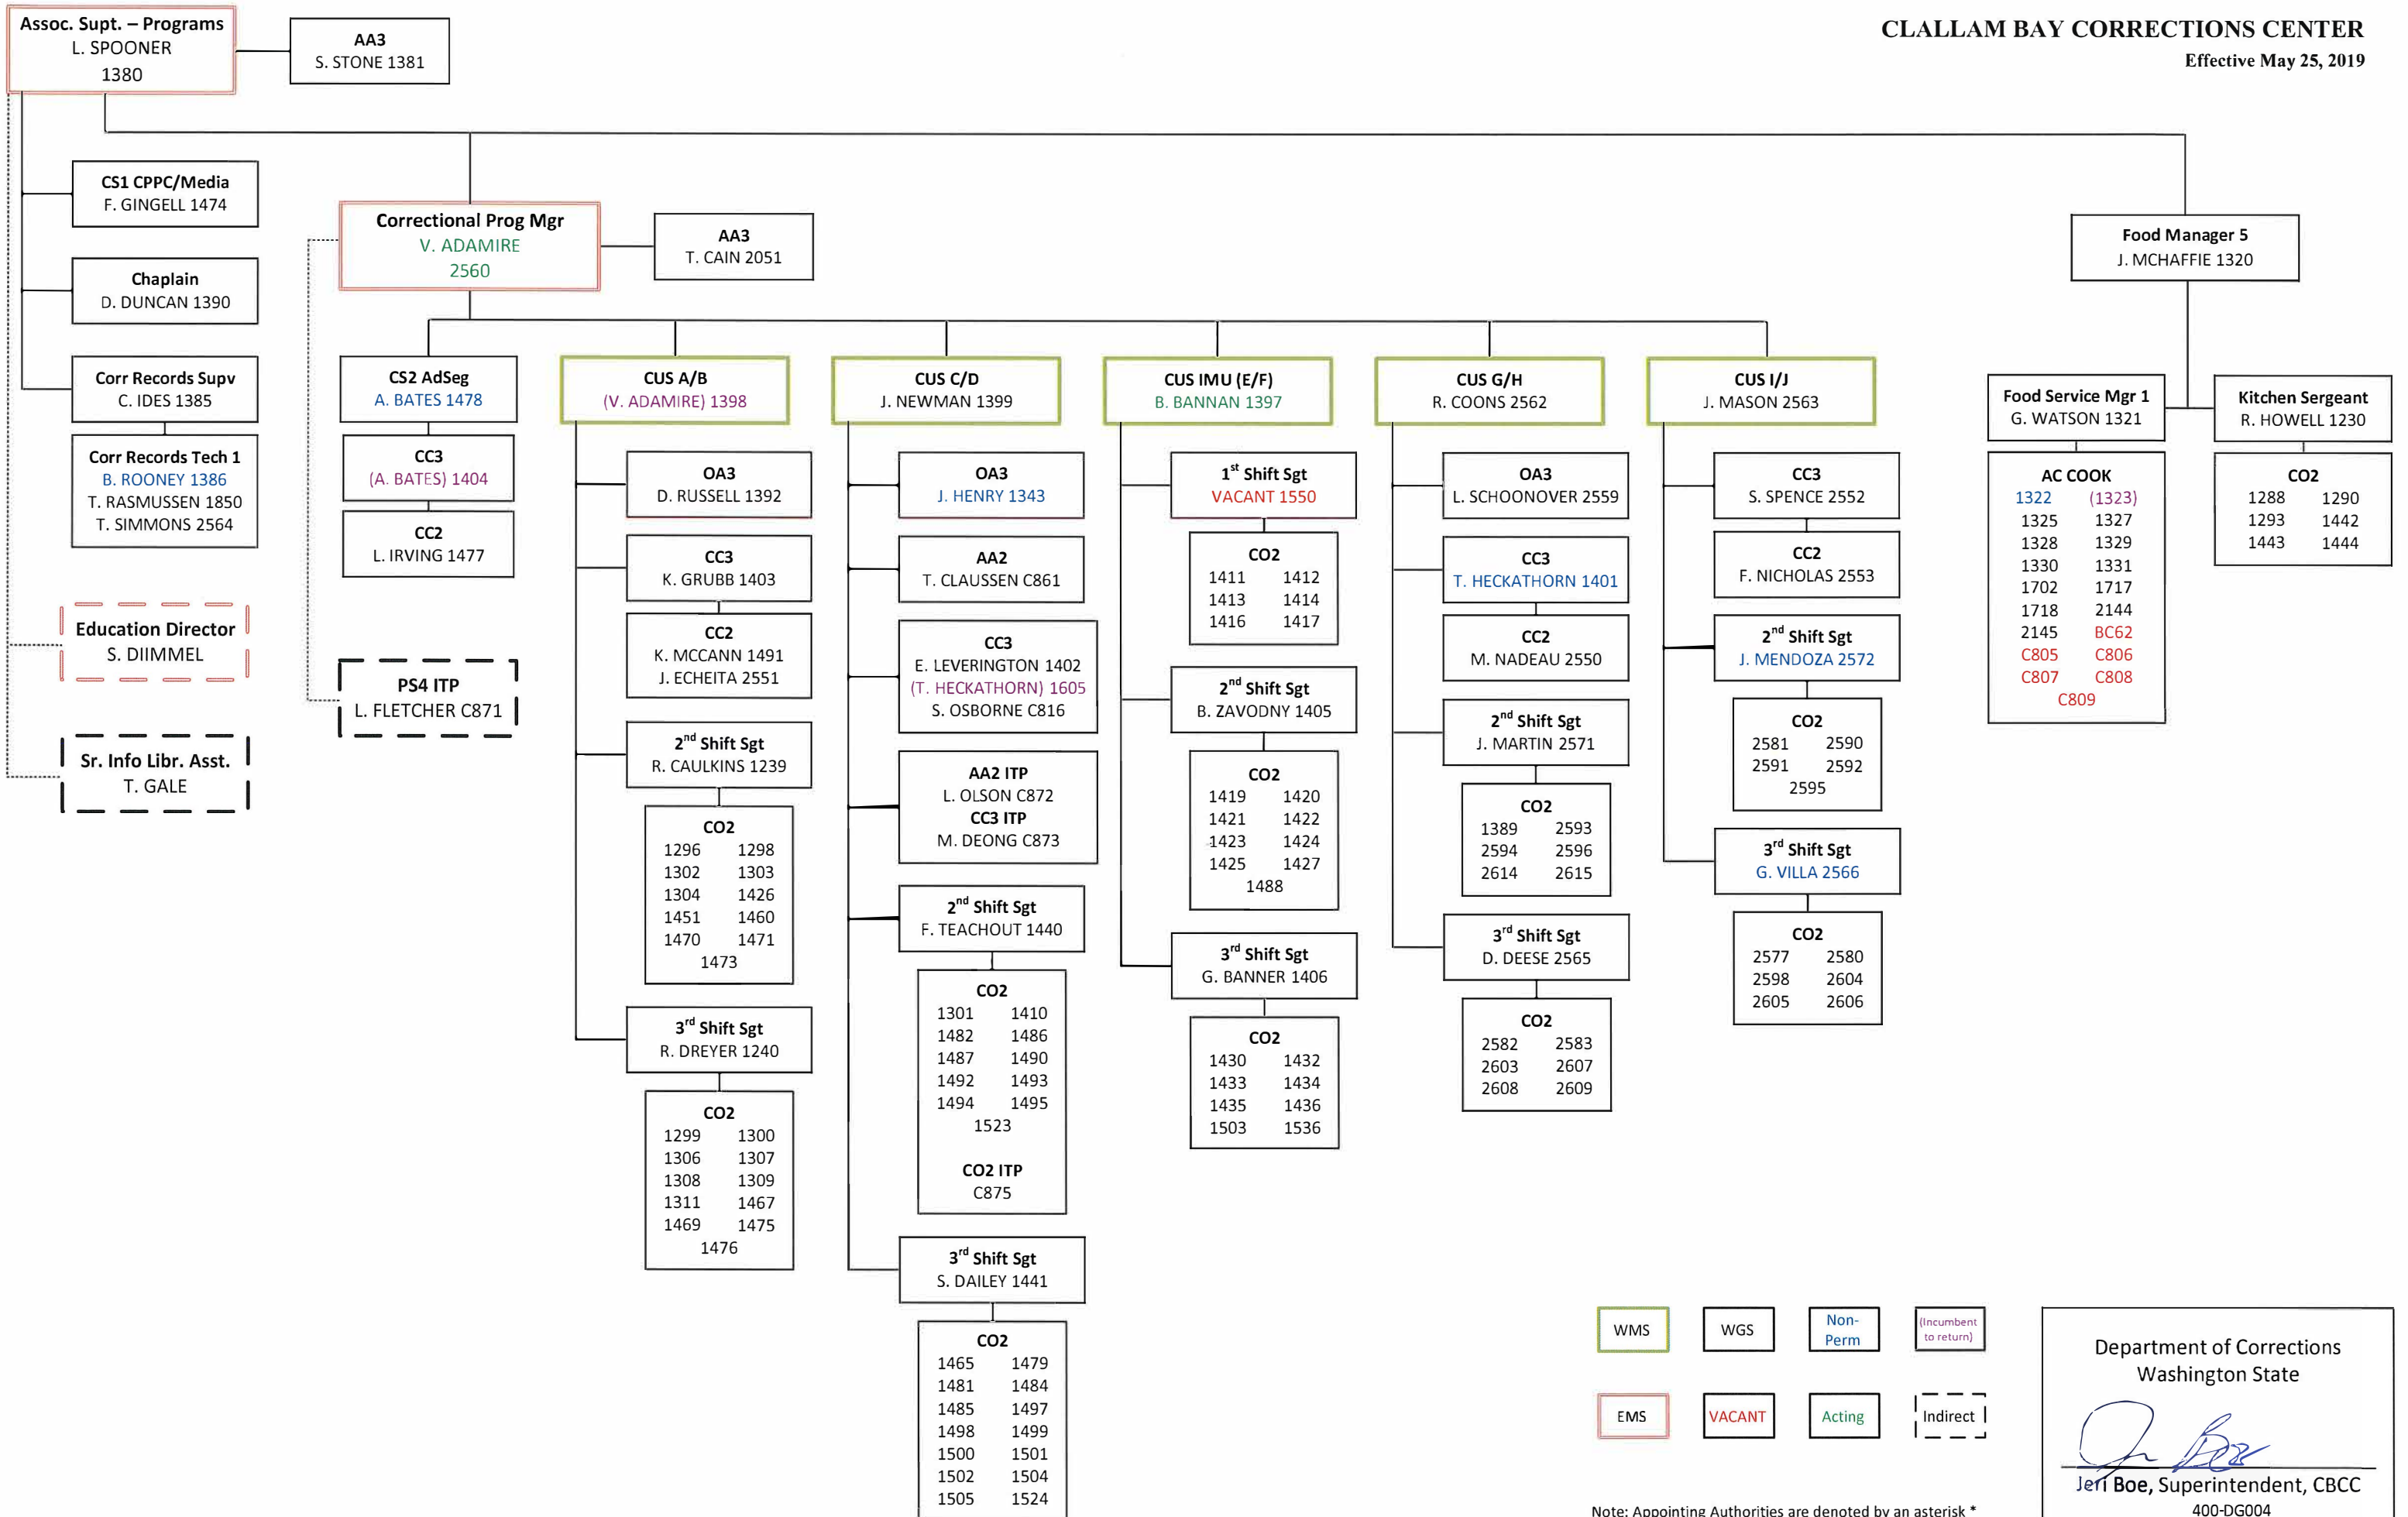 CLALLAM BAY CORRECTIONS CENTER
Effective May 25, 2019
Assoc. Supt. – Programs
L. SPOONER
1380
AA3
S. STONE 1381
CS1 CPPC/Media
F. GINGELL 1474
Chaplain
D. DUNCAN 1390
Corr Records Supv
C. IDES 1385
Corr Records Tech 1
B. ROONEY 1386
T. RASMUSSEN 1850
T. SIMMONS 2564
Education Director
S. DIIMMEL
Sr. Info Libr. Asst.
T. GALE
Correctional Prog Mgr
V. ADAMIRE
2560
AA3
T. CAIN 2051
CS2 AdSeg
A. BATES 1478
CC3
(A. BATES) 1404
CC2
L. IRVING 1477
PS4 ITP
L. FLETCHER C871
CUS A/B
(V. ADAMIRE) 1398
OA3
D. RUSSELL 1392
CC3
K. GRUBB 1403
CC2
K. MCCANN 1491
J. ECHEITA 2551
2nd Shift Sgt
R. CAULKINS 1239
CO2
1296 1298
1302 1303
1304 1426
1451 1460
1470 1471
1473
3rd Shift Sgt
R. DREYER 1240
CO2
1299 1300
1306 1307
1308 1309
1311 1467
1469 1475
1476
CUS C/D
J. NEWMAN 1399
OA3
J. HENRY 1343
AA2
T. CLAUSSEN C861
CC3
E. LEVERINGTON 1402
(T. HECKATHORN) 1605
S. OSBORNE C816
AA2 ITP
L. OLSON C872
CC3 ITP
M. DEONG C873
2nd Shift Sgt
F. TEACHOUT 1440
CO2
1301 1410
1482 1486
1487 1490
1492 1493
1494 1495
1523
CO2 ITP
C875
3rd Shift Sgt
S. DAILEY 1441
CO2
1465 1479
1481 1484
1485 1497
1498 1499
1500 1501
1502 1504
1505 1524
CUS IMU (E/F)
B. BANNAN 1397
1st Shift Sgt
VACANT 1550
CO2
1411 1412
1413 1414
1416 1417
2nd Shift Sgt
B. ZAVODNY 1405
CO2
1419 1420
1421 1422
1423 1424
1425 1427
1488
3rd Shift Sgt
G. BANNER 1406
CO2
1430 1432
1433 1434
1435 1436
1503 1536
CUS G/H
R. COONS 2562
OA3
L. SCHOONOVER 2559
CC3
T. HECKATHORN 1401
CC2
M. NADEAU 2550
2nd Shift Sgt
J. MARTIN 2571
CO2
1389 2593
2594 2596
2614 2615
3rd Shift Sgt
D. DEESE 2565
CO2
2582 2583
2603 2607
2608 2609
CUS I/J
J. MASON 2563
CC3
S. SPENCE 2552
CC2
F. NICHOLAS 2553
2nd Shift Sgt
J. MENDOZA 2572
CO2
2581 2590
2591 2592
2595
3rd Shift Sgt
G. VILLA 2566
CO2
2577 2580
2598 2604
2605 2606
Food Manager 5
J. MCHAFFIE 1320
Food Service Mgr 1
G. WATSON 1321
AC COOK
1322 (1323)
1325 1327
1328 1329
1330 1331
1702 1717
1718 2144
2145 BC62
C805 C806
C807 C808
C809
Kitchen Sergeant
R. HOWELL 1230
CO2
1288 1290
1293 1442
1443 1444
WMS
WGS
Non-
Perm
(Incumbent
to return)
EMS
VACANT
Acting
Indirect
Note: Appointing Authorities are denoted by an asterisk *
Department of Corrections
Washington State
Jeri Boe, Superintendent, CBCC
400-DG004